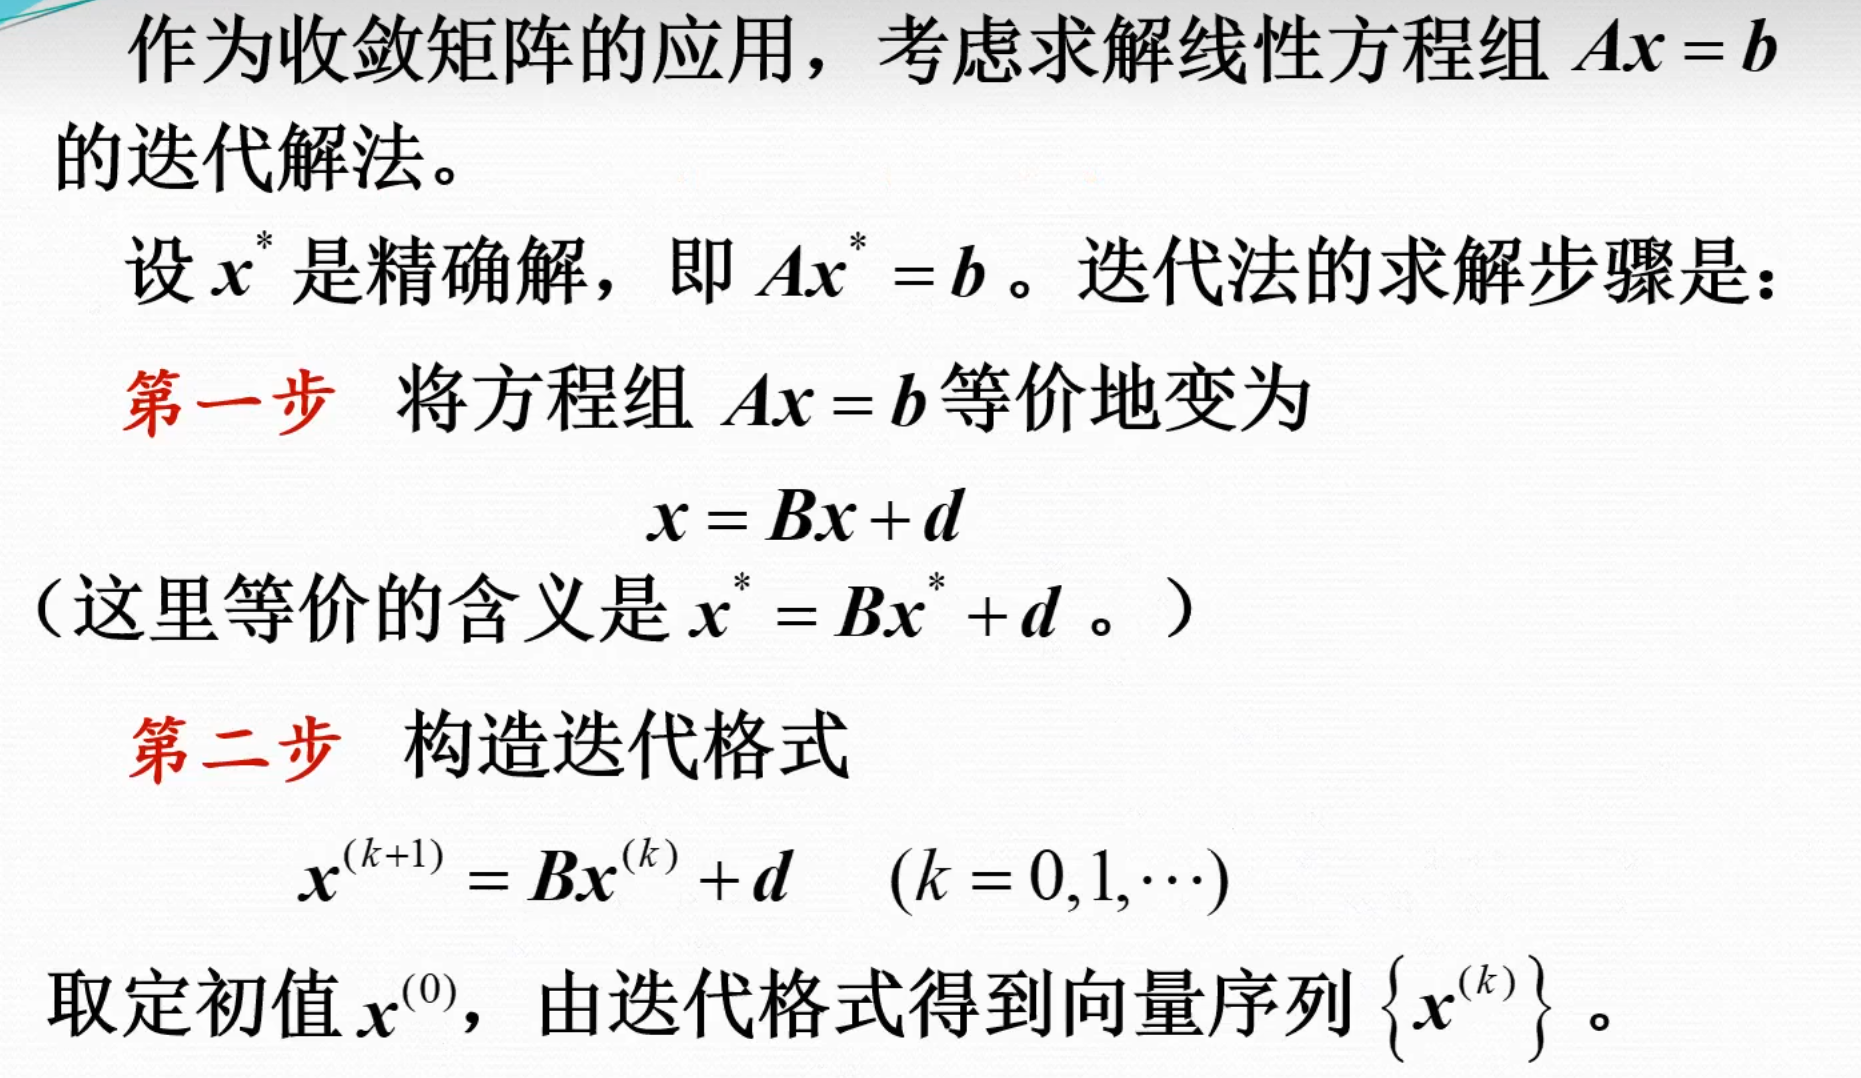 作为收敛矩阵的应用，考虑求解线性方程组 Ax = b
的迭代解法。
设 x* 是精确解，即 Ax* = b 。迭代法的求解步骤是：
第一步 将方程组 Ax = b 等价地变为
x = Bx + d
（这里等价的含义是 x* = Bx* + d 。）
第二步 构造迭代格式
x^(k+1) = Bx^(k) + d (k = 0,1,⋯)
取定初值 x^(0)，由迭代格式得到向量序列 {x^(k)} 。